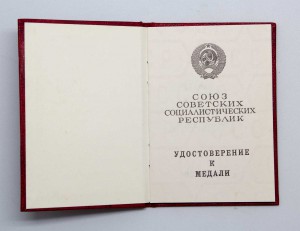 СОЮЗ
СОВЕТСКИХ
СОЦИАЛИСТИЧЕСКИХ
РЕСПУБЛИК
УДОСТОВЕРЕНИЕ
К
МЕДАЛИ